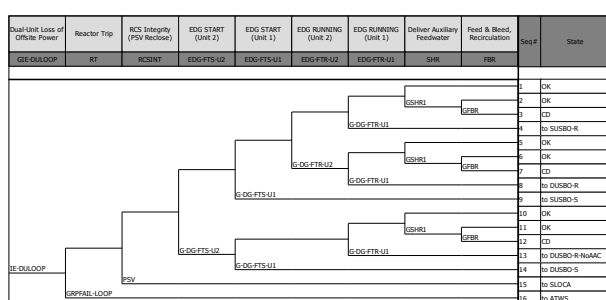 Dual-Unit Loss of Offsite Power
Reactor Trip
RCS Integrity (PSV Reclose)
EDG START (Unit 2)
EDG START (Unit 1)
EDG RUNNING (Unit 2)
EDG RUNNING (Unit 1)
Deliver Auxiliary Feedwater
Feed & Bleed, Recirculation
Seq#
State
GIE-DULOOP
RT
RCSINT
EDG-FTS-U2
EDG-FTS-U1
EDG-FTR-U2
EDG-FTR-U1
SHR
FBR
1 OK
2 OK
GSHR1
GFBR
3 CD
G-DG-FTR-U1
4 to SUSBO-R
5 OK
6 OK
GSHR1
GFBR
G-DG-FTR-U2
7 CD
G-DG-FTR-U1
8 to DUSBO-R
G-DG-FTS-U1
9 to SUSBO-S
10 OK
11 OK
GSHR1
GFBR
12 CD
G-DG-FTS-U2
G-DG-FTR-U1
13 to DUSBO-R-NoAAC
G-DG-FTS-U1
14 to DUSBO-S
IE-DULOOP
PSV
15 to SLOCA
GRPFAIL-LOOP
16 to ATWS